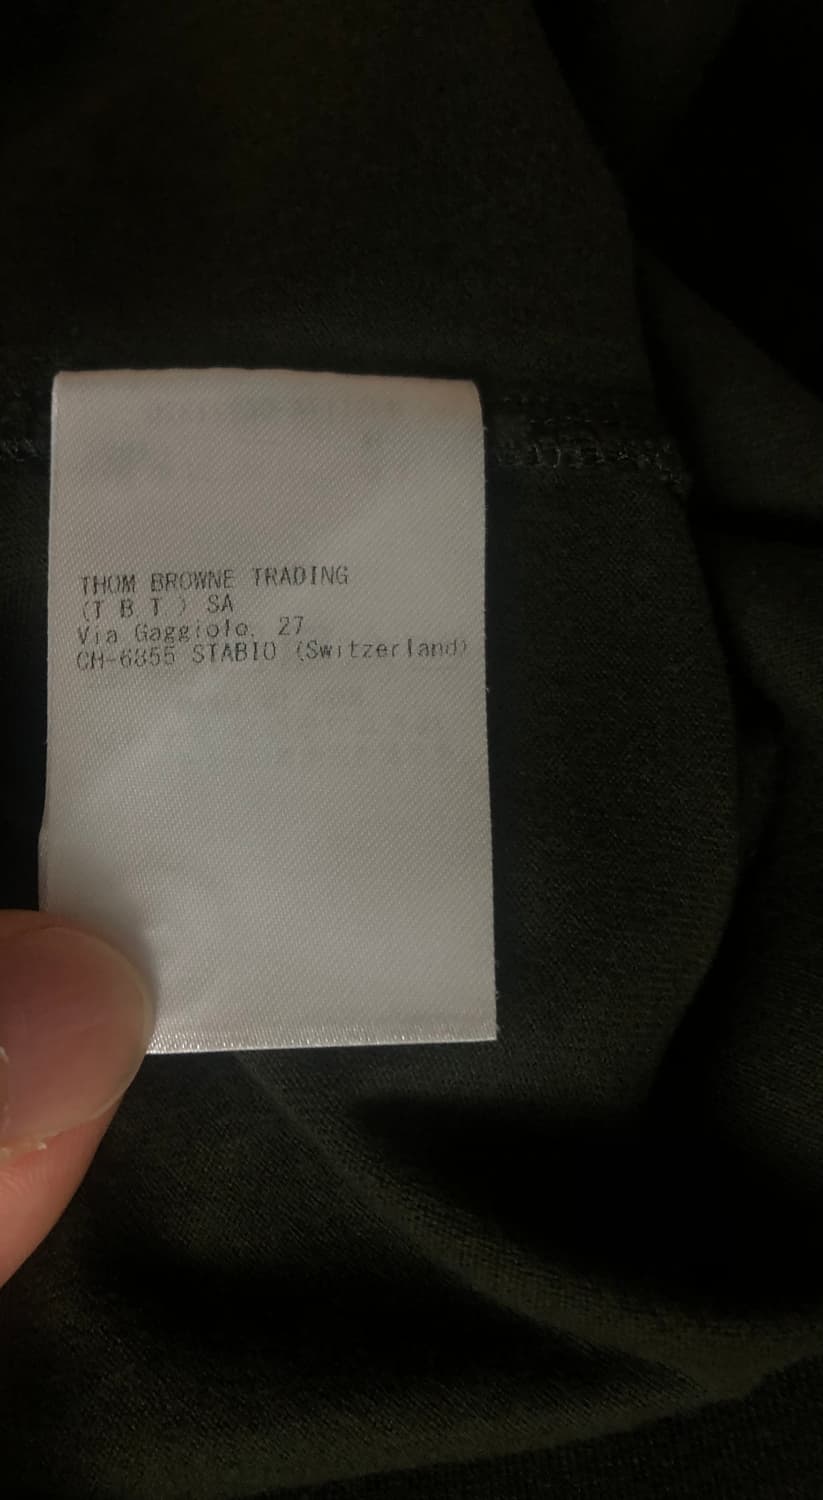 THOM BROWNE TRADING
(T B T ) SA
Via Gaggiolo, 27
CH-6855 STABIO (Switzerland)